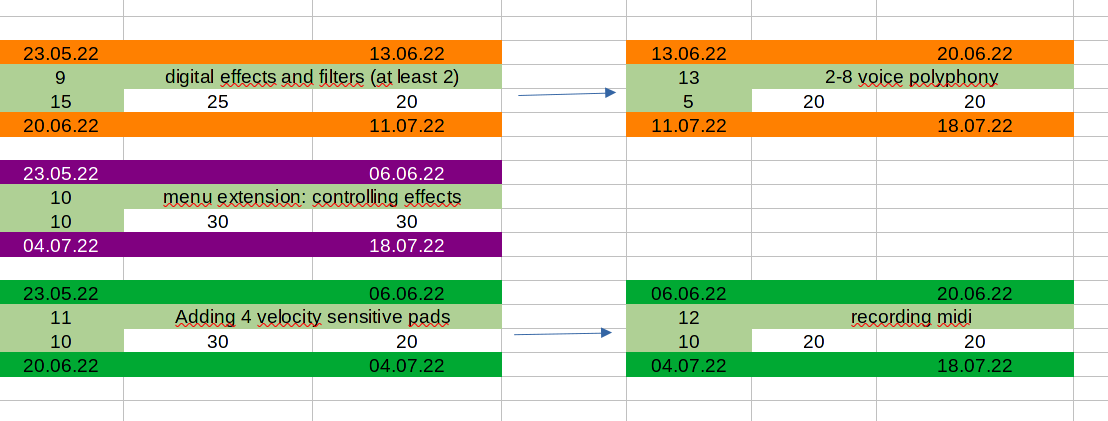 23.05.22 13.06.22
9 digital effects and filters (at least 2)
15 25 20
20.06.22 11.07.22
13.06.22 20.06.22
13 2-8 voice polyphony
5 20 20
11.07.22 18.07.22
23.05.22 06.06.22
10 menu extension: controlling effects
10 30 30
04.07.22 18.07.22
23.05.22 06.06.22
11 Adding 4 velocity sensitive pads
10 30 20
20.06.22 04.07.22
06.06.22 20.06.22
12 recording midi
10 20 20
04.07.22 18.07.22